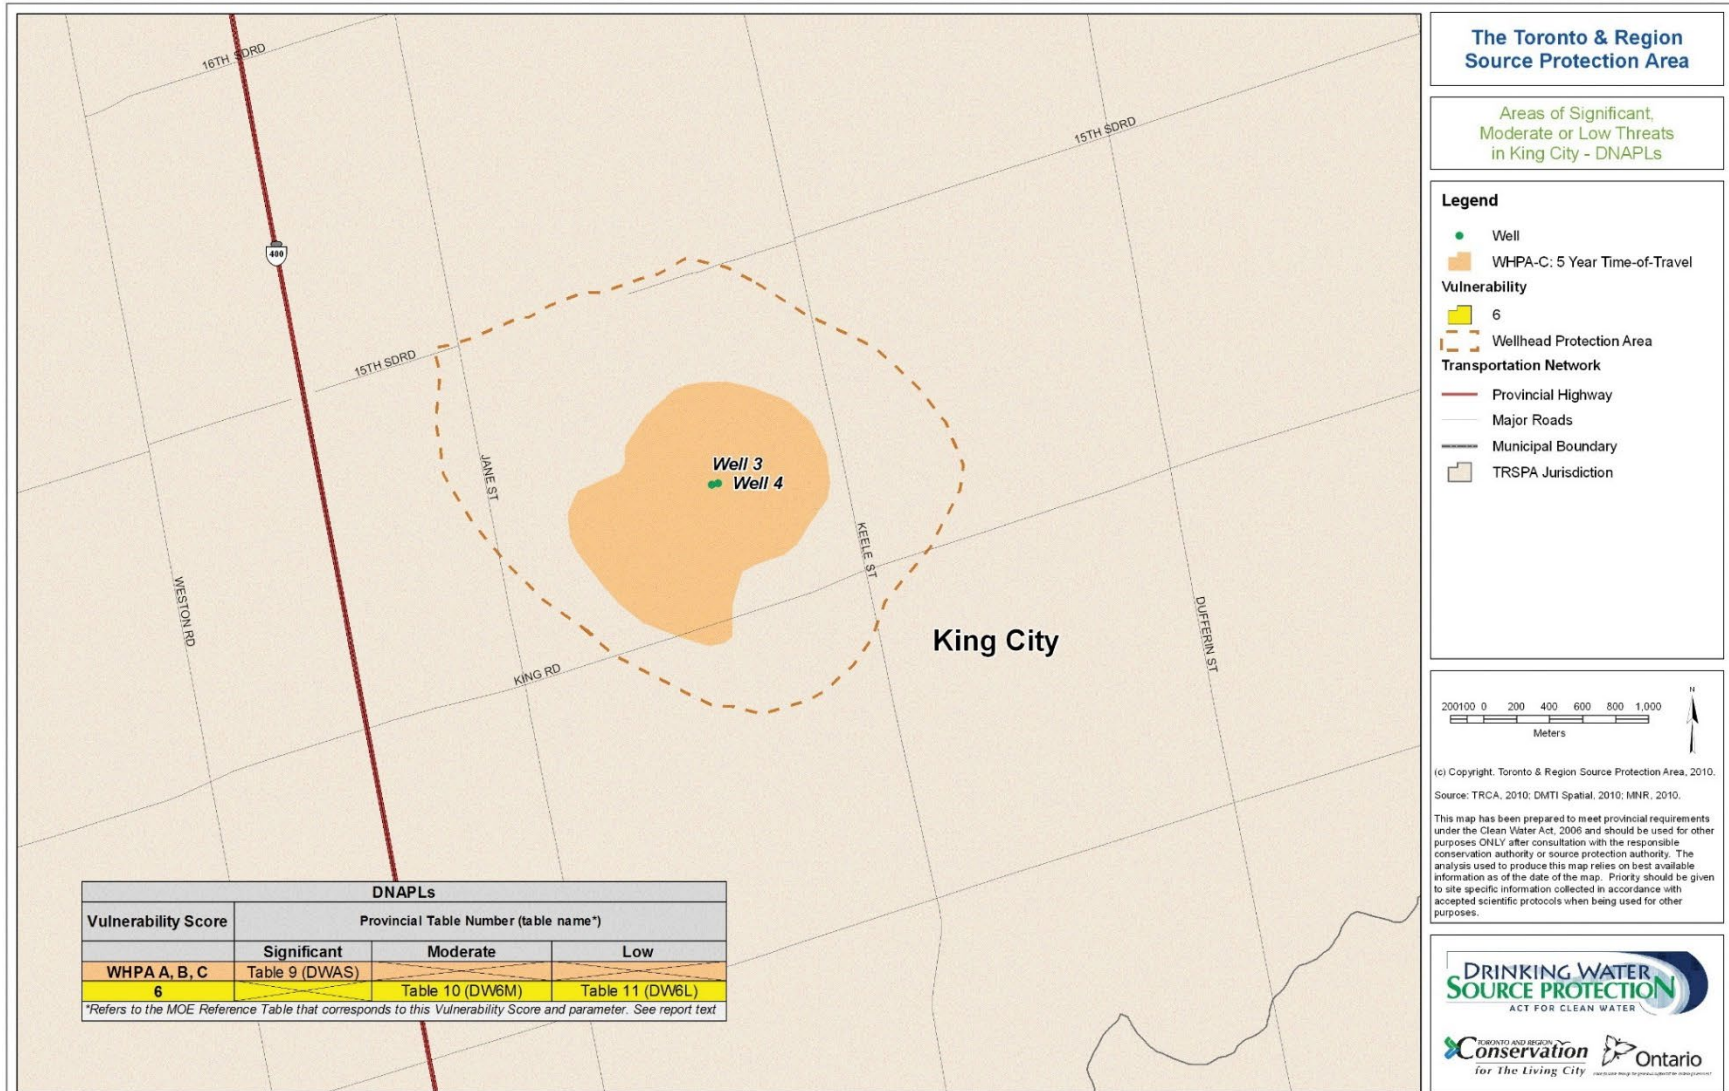 16TH SDRD
15TH SDRD
400
15TH SDRD
JANE ST
Well 3
Well 4
KEELE ST
WESTON RD
DUFFERIN ST
King City
KING RD
DNAPLs
Vulnerability Score
Provincial Table Number (table name*)
Significant
Moderate
Low
WHPA A, B, C
Table 9 (DWAS)
6
Table 10 (DW6M)
Table 11 (DW6L)
*Refers to the MOE Reference Table that corresponds to this Vulnerability Score and parameter. See report text
The Toronto & Region
Source Protection Area
Areas of Significant,
Moderate or Low Threats
in King City - DNAPLs
Legend
Well
WHPA-C: 5 Year Time-of-Travel
Vulnerability
6
Wellhead Protection Area
Transportation Network
Provincial Highway
Major Roads
Municipal Boundary
TRSPA Jurisdiction
N
200100 0 200 400 600 800 1,000
Meters
(c) Copyright. Toronto & Region Source Protection Area, 2010.
Source: TRCA, 2010; DMTI Spatial, 2010; MNR, 2010.
This map has been prepared to meet provincial requirements
under the Clean Water Act, 2006 and should be used for other
purposes ONLY after consultation with the responsible
conservation authority or source protection authority. The
analysis used to produce this map relies on best available
information as of the date of the map. Priority should be given
to site specific information collected in accordance with
accepted scientific protocols when being used for other
purposes.
DRINKING WATER
SOURCE PROTECTION
ACT FOR CLEAN WATER
TORONTO AND REGION
Conservation
for The Living City
Ontario